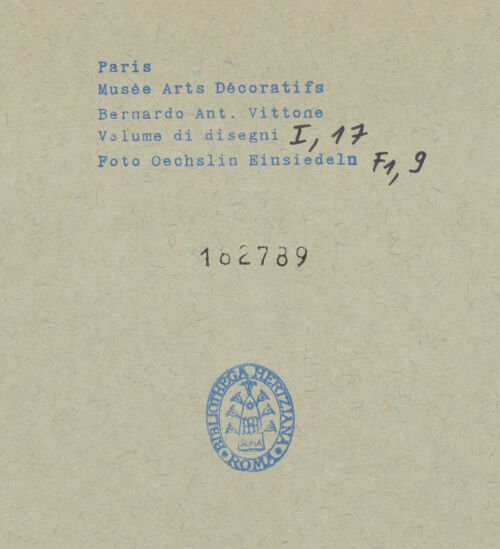 Paris
Musée Arts Décoratifs
Bernardo Ant. Vittone
Volume di disegni I, 17
Foto Oechslin Einsiedeln F1, 9
162789
BIBLIOTHECA HERTZIANA
ROMA